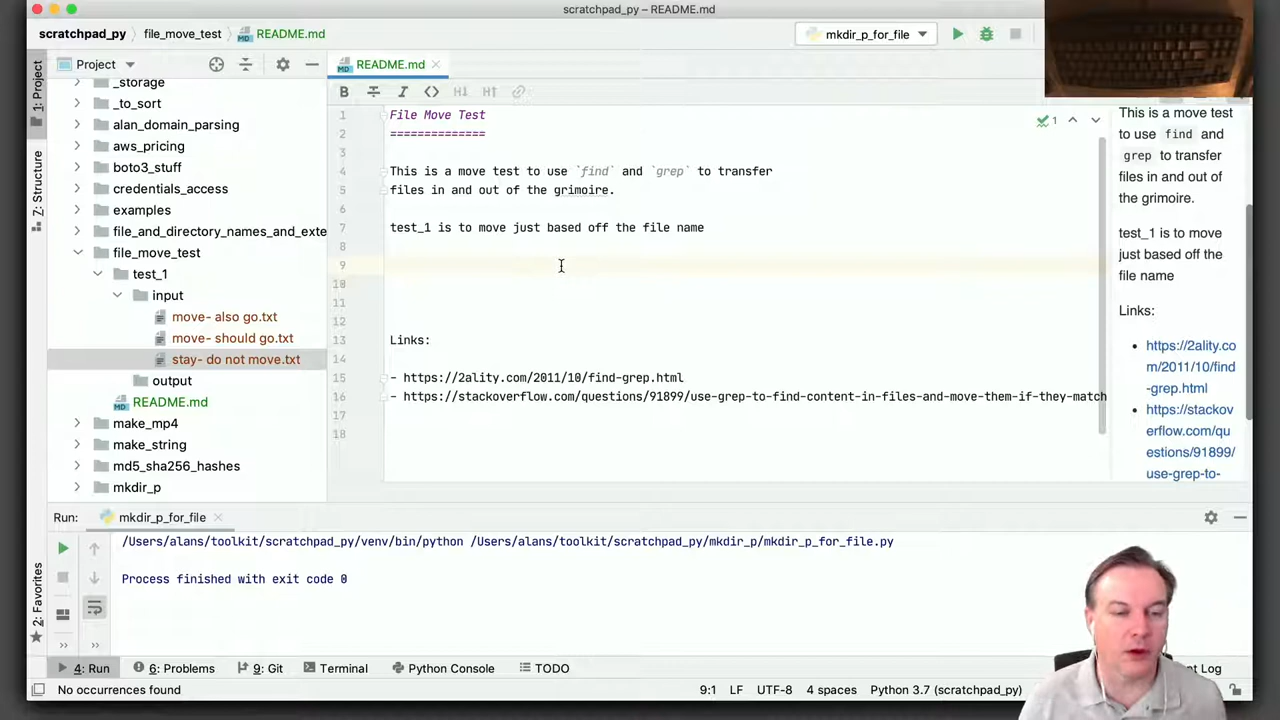 scratchpad_py – README.md
scratchpad_py file_move_test README.md
mkdir_p_for_file
Project
README.md
1: Project
Z: Structure
2: Favorites
_storage
_to_sort
alan_domain_parsing
aws_pricing
boto3_stuff
credentials_access
examples
file_and_directory_names_and_exte
file_move_test
test_1
input
move- also go.txt
move- should go.txt
stay- do not move.txt
output
README.md
make_mp4
make_string
md5_sha256_hashes
mkdir_p
B I <> H↓ H↑
1 File Move Test
2 ==============
3
4 This is a move test to use `find` and `grep` to transfer
5 files in and out of the grimoire.
6
7 test_1 is to move just based off the file name
8
9
10
11
12
13 Links:
14
15 - https://2ality.com/2011/10/find-grep.html
16 - https://stackoverflow.com/questions/91899/use-grep-to-find-content-in-files-and-move-them-if-they-match
17
18
1
This is a move test
to use find and
grep to transfer
files in and out of
the grimoire.
test_1 is to move
just based off the
file name
Links:
https://2ality.co
m/2011/10/find
-grep.html
https://stack
erflow.com/qu
estions/91899/
use-grep-to-
Run: mkdir_p_for_file
/Users/alans/toolkit/scratchpad_py/venv/bin/python /Users/alans/toolkit/scratchpad_py/mkdir_p/mkdir_p_for_file.py
Process finished with exit code 0
4: Run 6: Problems 9: Git Terminal Python Console TODO nt Log
No occurrences found 9:1 LF UTF-8 4 spaces Python 3.7 (scratchpad_py)